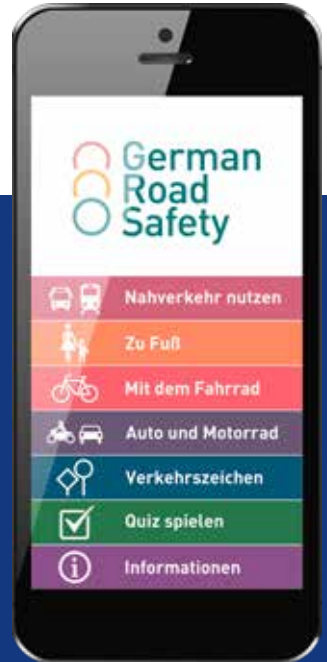 German
Road
Safety
Nahverkehr nutzen
Zu Fuß
Mit dem Fahrrad
Auto und Motorrad
Verkehrszeichen
Quiz spielen
Informationen